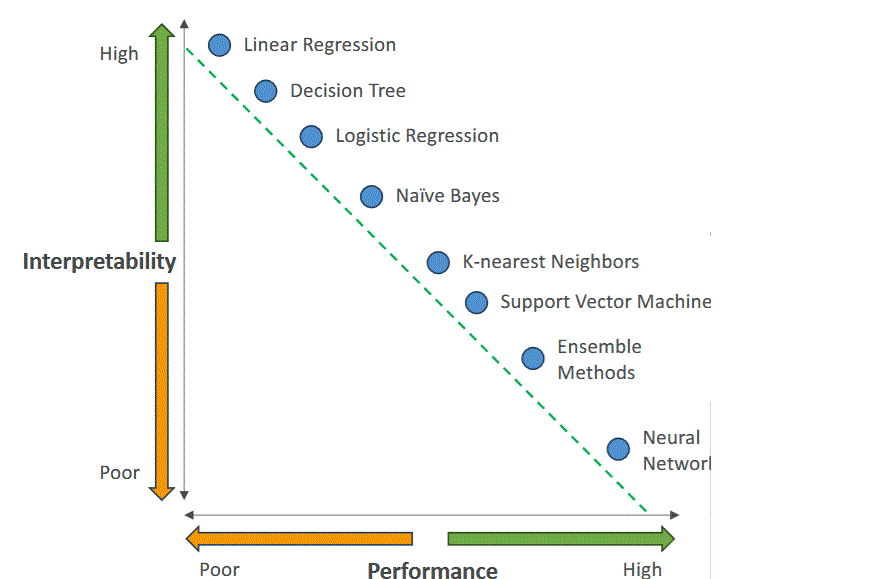 High
Linear Regression
Decision Tree
Logistic Regression
Naïve Bayes
Interpretability
K-nearest Neighbors
Support Vector Machine
Ensemble
Methods
Neural
Network
Poor
Poor
Performance
High